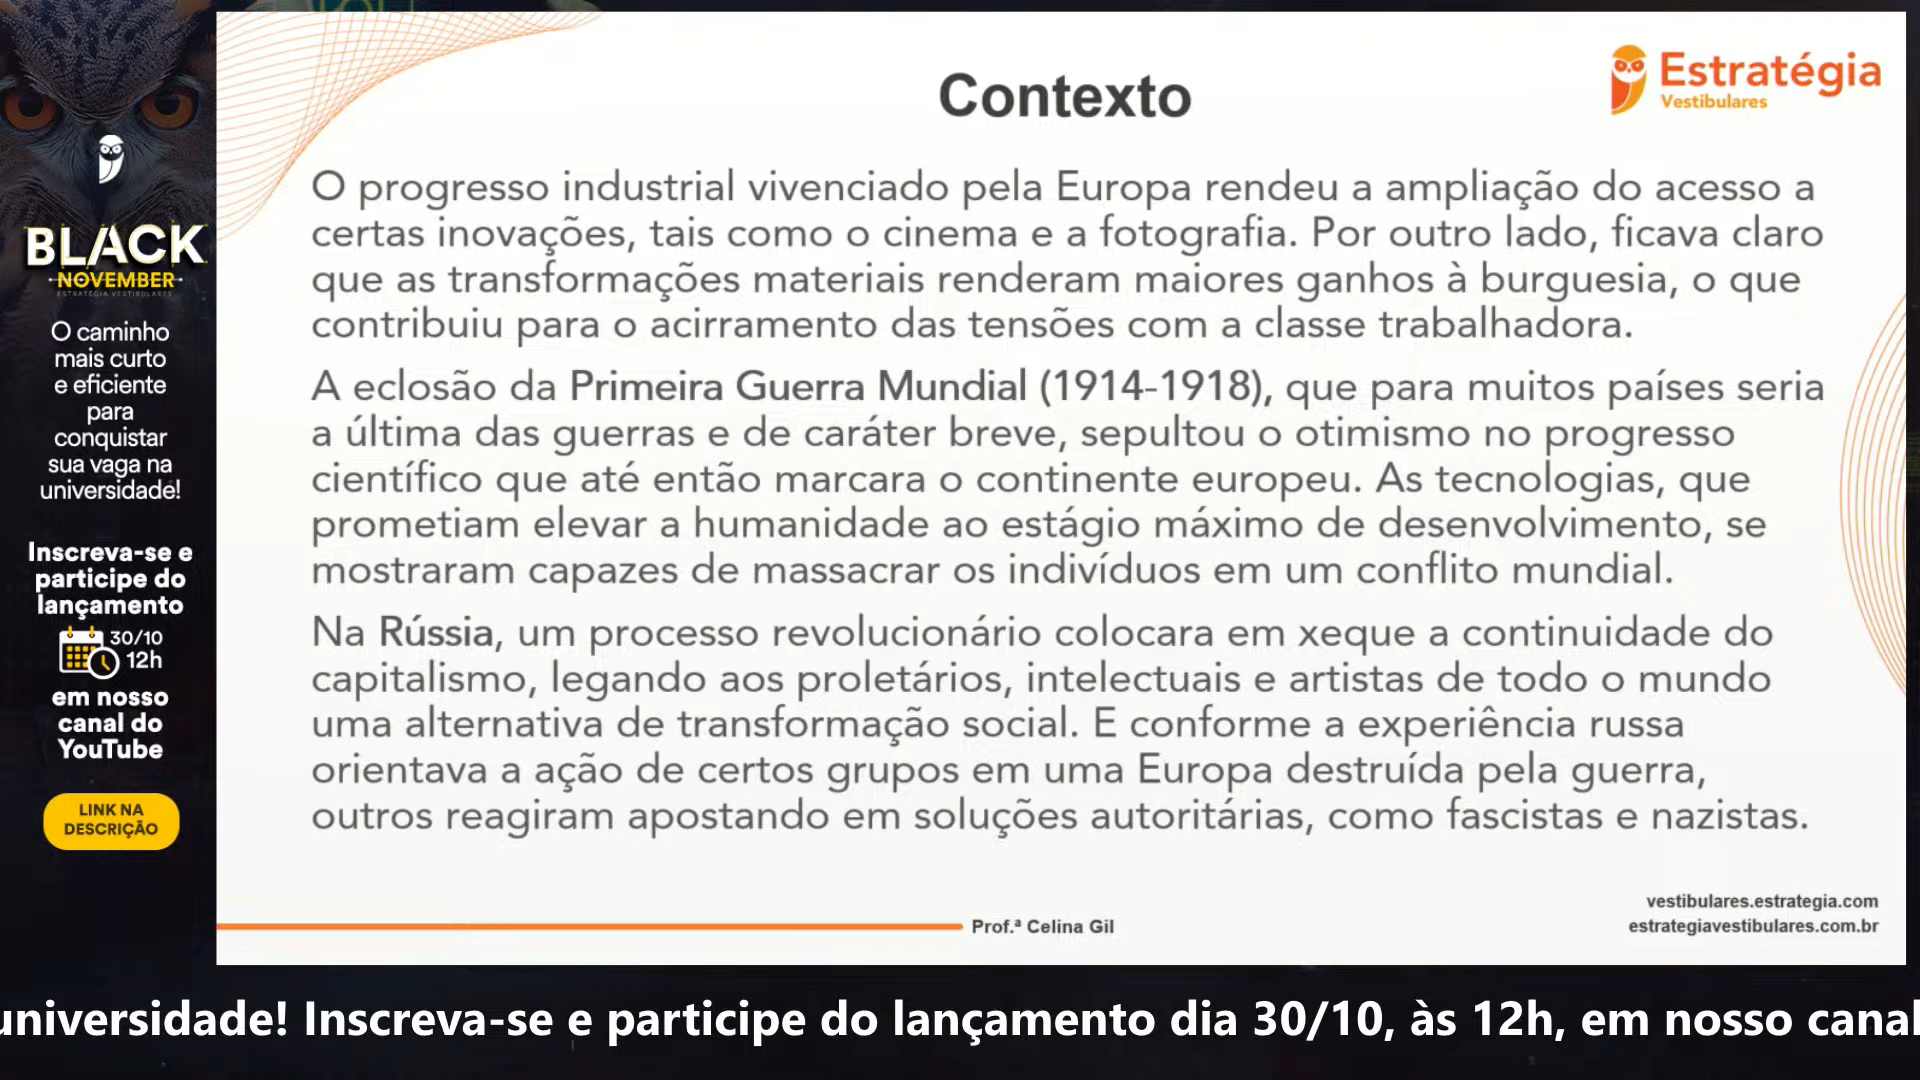 BLACK
NOVEMBER
ESTRATÉGIA VESTIBULARES
O caminho
mais curto
e eficiente
para
conquistar
sua vaga na
universidade!
Inscreva-se e
participe do
lançamento
30/10
12h
em nosso
canal do
YouTube
LINK NA
DESCRIÇÃO
Contexto
Estratégia
Vestibulares
O progresso industrial vivenciado pela Europa rendeu a ampliação do acesso a
certas inovações, tais como o cinema e a fotografia. Por outro lado, ficava claro
que as transformações materiais renderam maiores ganhos à burguesia, o que
contribuiu para o acirramento das tensões com a classe trabalhadora.
A eclosão da Primeira Guerra Mundial (1914-1918), que para muitos países seria
a última das guerras e de caráter breve, sepultou o otimismo no progresso
científico que até então marcara o continente europeu. As tecnologias, que
prometiam elevar a humanidade ao estágio máximo de desenvolvimento, se
mostraram capazes de massacrar os indivíduos em um conflito mundial.
Na Rússia, um processo revolucionário colocara em xeque a continuidade do
capitalismo, legando aos proletários, intelectuais e artistas de todo o mundo
uma alternativa de transformação social. E conforme a experiência russa
orientava a ação de certos grupos em uma Europa destruída pela guerra,
outros reagiram apostando em soluções autoritárias, como fascistas e nazistas.
vestibulares.estrategia.com
Prof.ª Celina Gil
estrategiavestibulares.com.br
universidade! Inscreva-se e participe do lançamento dia 30/10, às 12h, em nosso canal